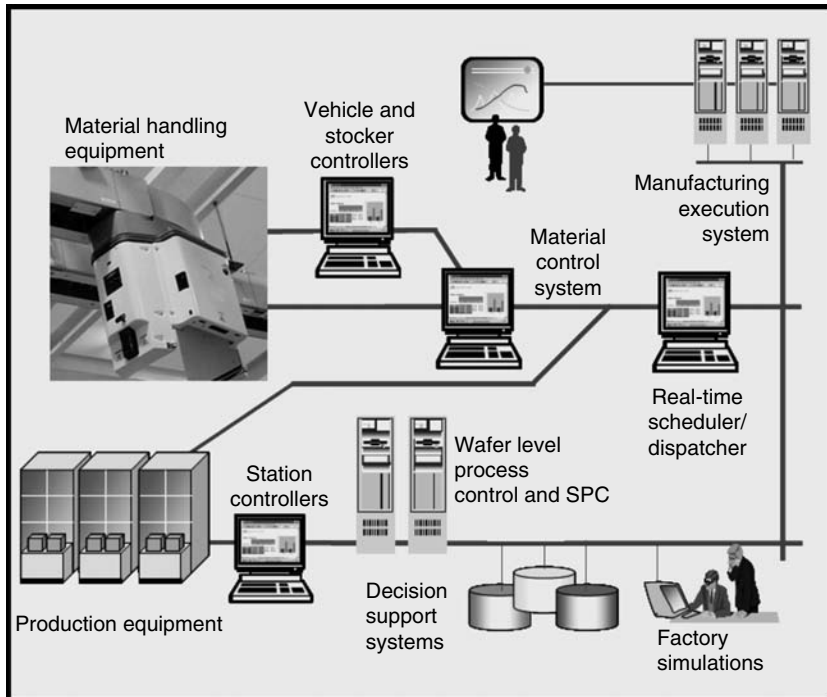 Vehicle and
stocker
controllers
Material handling
equipment
Manufacturing
execution
system
Material
control
system
Real-time
scheduler/
dispatcher
Wafer level
process
control and SPC
Station
controllers
Decision
support
systems
Production equipment
Factory
simulations